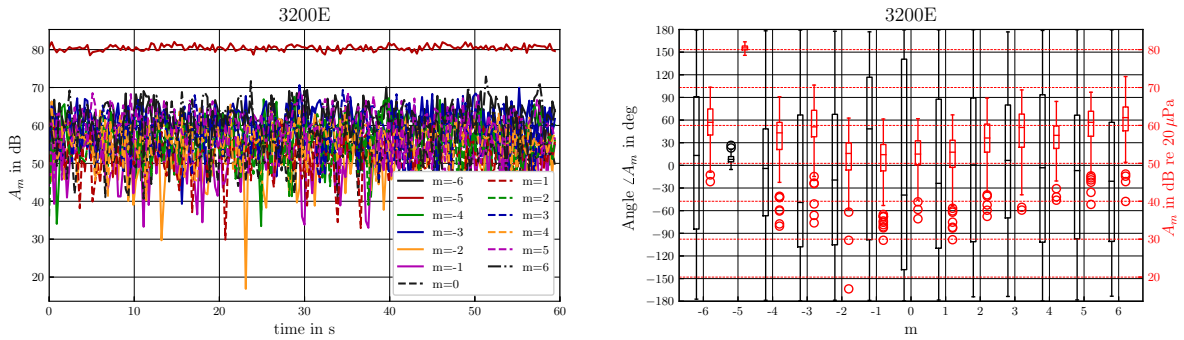 3200E
80
70
60
50
40
30
20
A_m in dB
m=-6
m=-5
m=-4
m=-3
m=-2
m=-1
m=0
m=1
m=2
m=3
m=4
m=5
m=6
0 10 20 30 40 50 60
time in s
3200E
180
150
120
90
60
30
0
-30
-60
-90
-120
-150
-180
Angle ∠A_m in deg
80
70
60
50
40
30
20
A_m in dB re 20 μPa
-6 -5 -4 -3 -2 -1 0 1 2 3 4 5 6
m